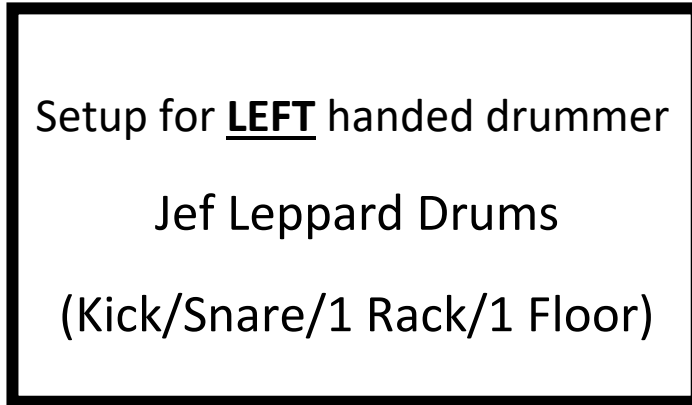 Setup for LEFT handed drummer
Jef Leppard Drums
(Kick/Snare/1 Rack/1 Floor)